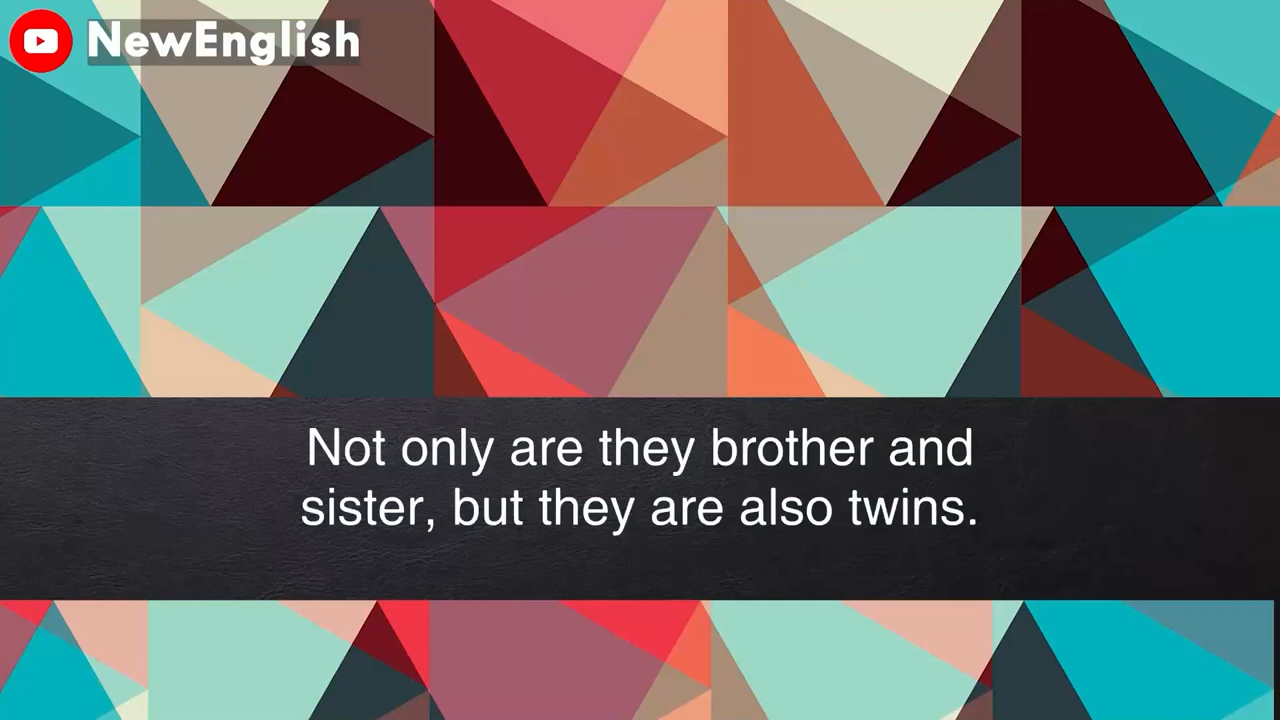 NewEnglish
Not only are they brother and
sister, but they are also twins.